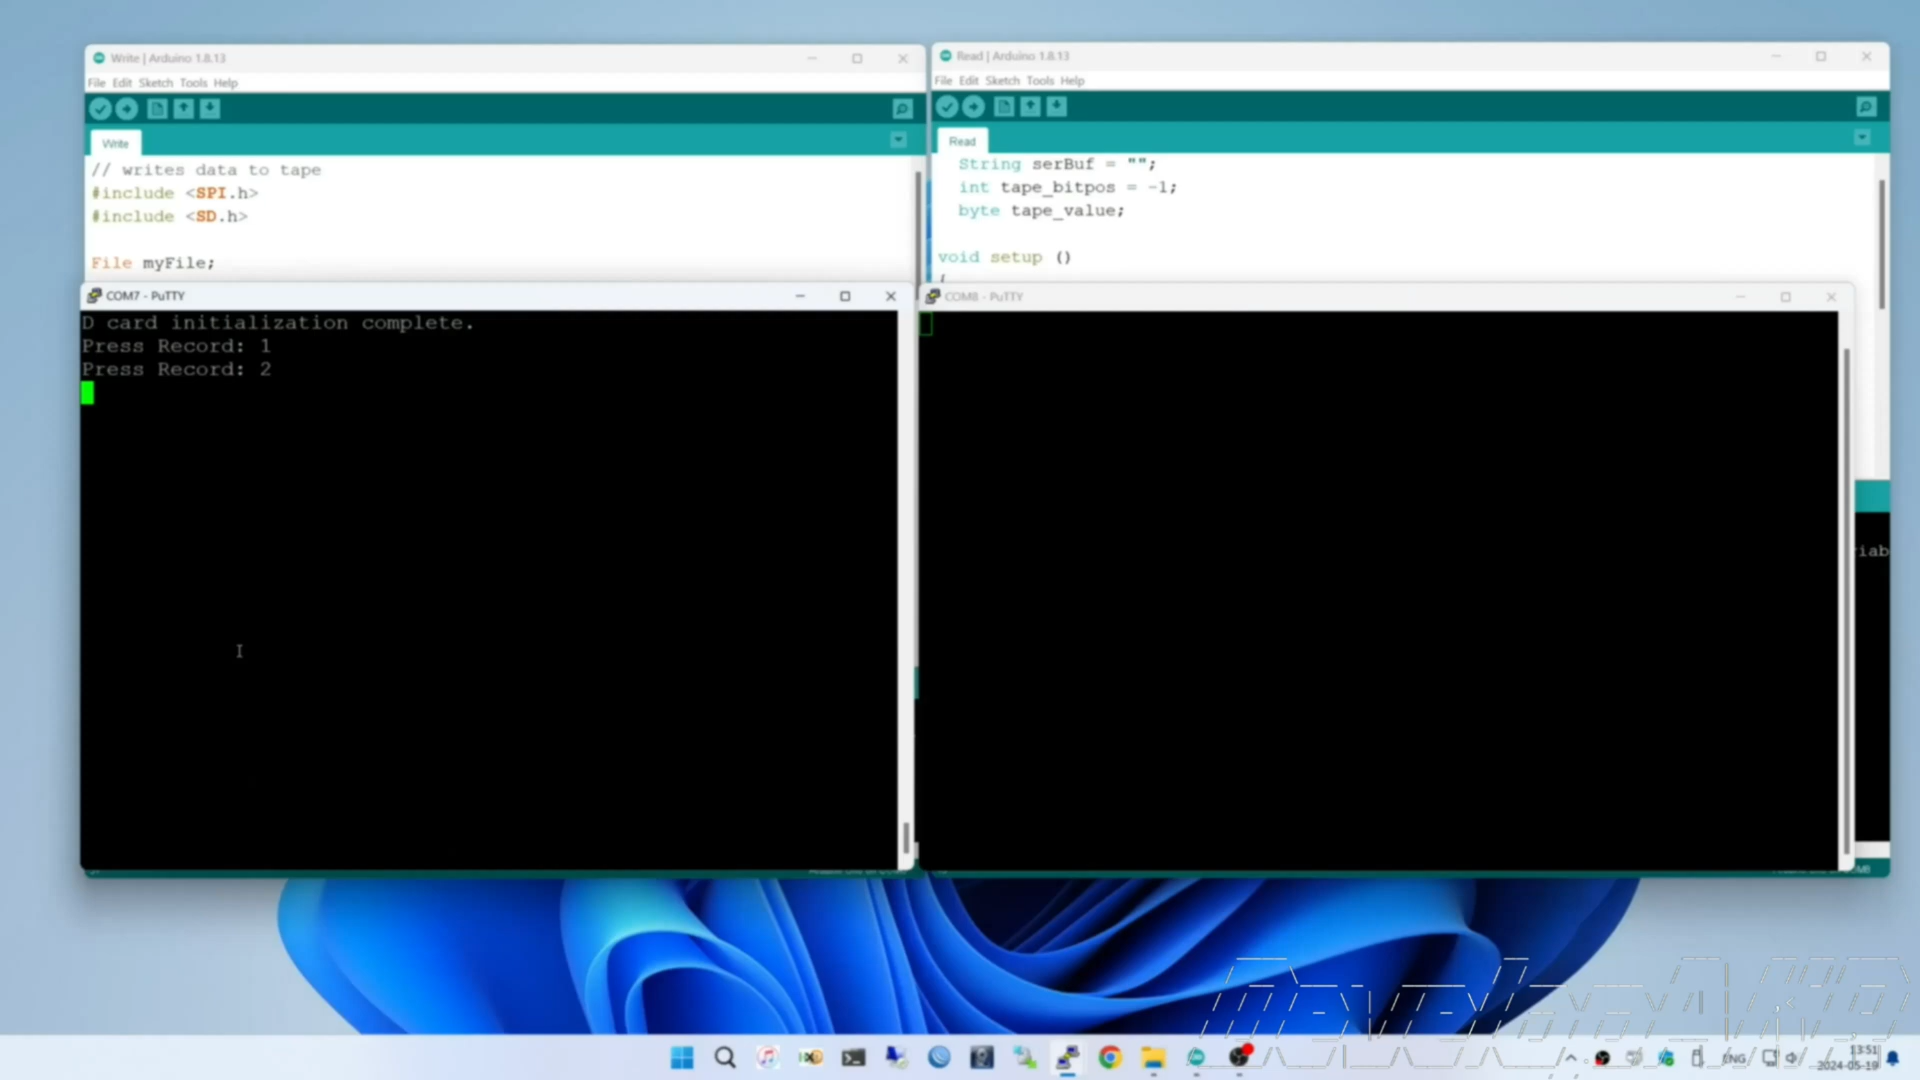 Write | Arduino 1.8.13
File Edit Sketch Tools Help
Write
// writes data to tape
#include <SPI.h>
#include <SD.h>
File myFile;
Read | Arduino 1.8.13
File Edit Sketch Tools Help
Read
String serBuf = "";
int tape_bitpos = -1;
byte tape_value;
void setup ()
{
COM7 - PuTTY
D card initialization complete.
Press Record: 1
Press Record: 2
COM8 - PuTTY
riab
ENG
13:51
2024-05-19